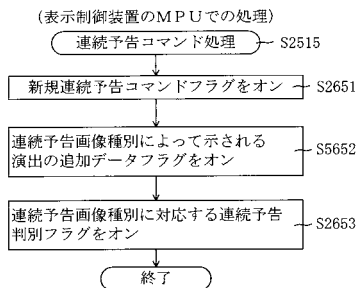 (表示制御装置のMPUでの処理)
連続予告コマンド処理 S2515
新規連続予告コマンドフラグをオン S2651
連続予告画像種別によって示される
演出の追加データフラグをオン S5652
連続予告画像種別に対応する連続予告
判別フラグをオン S2653
終了